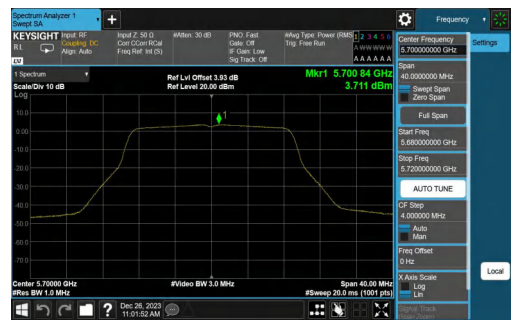 Spectrum Analyzer 1
Swept SA
Frequency
KEYSIGHT
RL
Input: RF
Coupling: DC
Align: Auto
Input Z: 50 Ω
Corr CCorr RCal
Freq Ref: Int (S)
#Atten: 30 dB
PNO: Fast
Gate: Off
IF Gain: Low
Sig Track: Off
#Avg Type: Power (RMS
Trig: Free Run
1 2 3 4 5 6
A W W W W W
A A A A A A
LV
1 Spectrum
Scale/Div 10 dB
Log
Ref Lvl Offset 3.93 dB
Ref Level 20.00 dBm
Mkr1 5.700 84 GHz
3.711 dBm
1
10.0
0.00
-10.0
-20.0
-30.0
-40.0
-50.0
-60.0
-70.0
Center 5.70000 GHz
#Res BW 1.0 MHz
#Video BW 3.0 MHz
Span 40.00 MHz
#Sweep 20.0 ms (1001 pts)
Center Frequency
5.700000000 GHz
Settings
Span
40.0000000 MHz
Swept Span
Zero Span
Full Span
Start Freq
5.680000000 GHz
Stop Freq
5.720000000 GHz
AUTO TUNE
CF Step
4.000000 MHz
Auto
Man
Freq Offset
0 Hz
X Axis Scale
Log
Lin
Signal Track
Local
?
Dec 26, 2023
11:01:52 AM